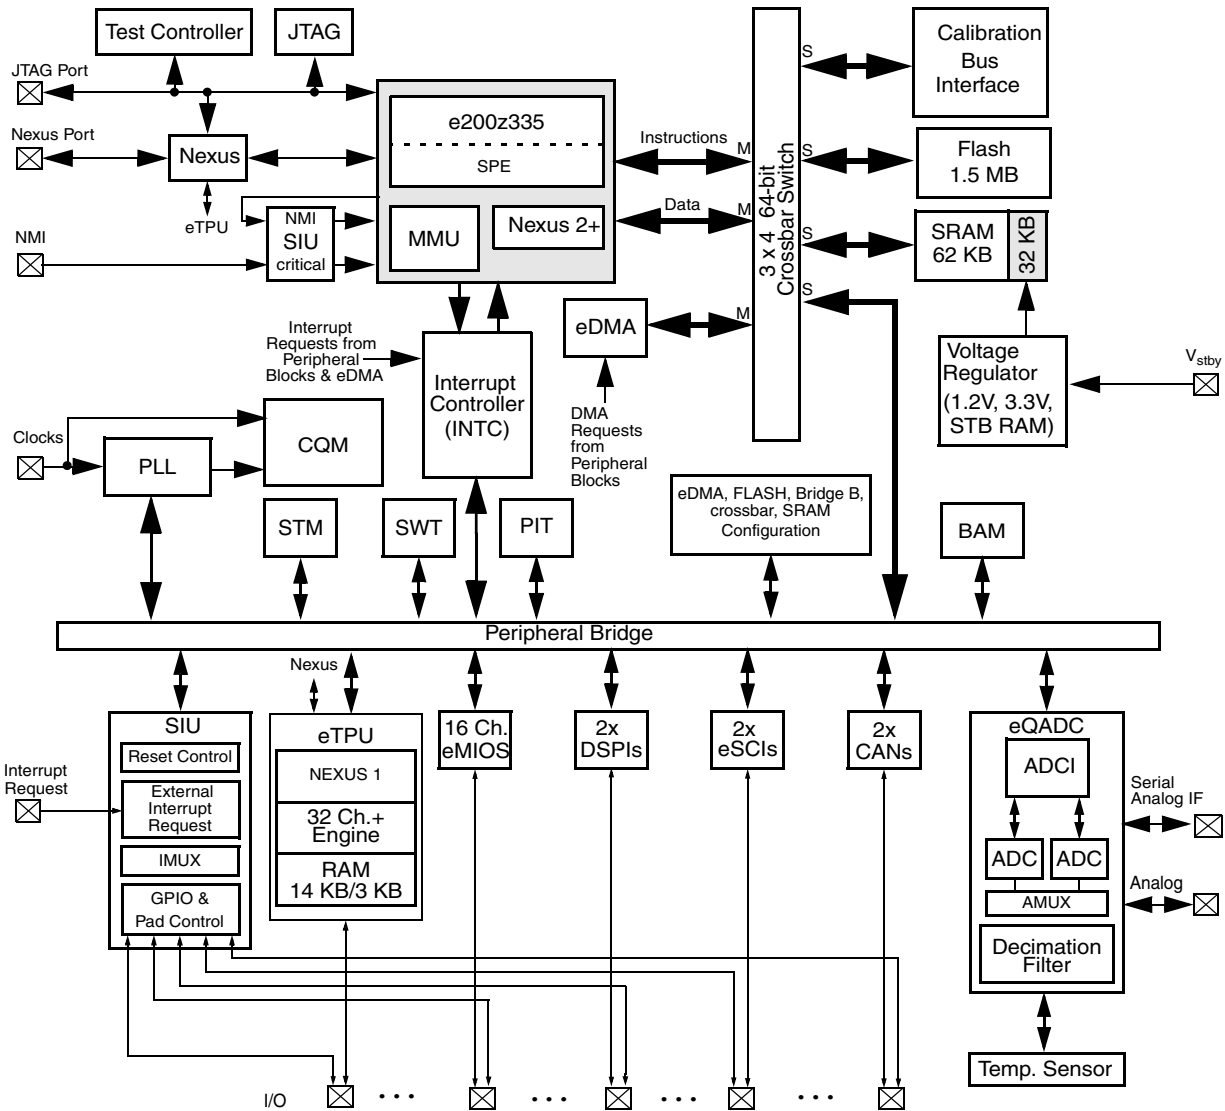 Test Controller
JTAG
JTAG Port
Nexus Port
Nexus
eTPU
NMI
NMI
SIU
critical
e200z335
SPE
MMU
Nexus 2+
Instructions
Data
M
M
M
3 x 4 64-bit
Crossbar Switch
S
S
S
S
Calibration
Bus
Interface
Flash
1.5 MB
SRAM
62 KB
32 KB
Voltage
Regulator
(1.2V, 3.3V,
STB RAM)
Vstby
eDMA
DMA
Requests
from
Peripheral
Blocks
Interrupt
Requests from
Peripheral
Blocks & eDMA
Interrupt
Controller
(INTC)
Clocks
PLL
CQM
STM
SWT
PIT
eDMA, FLASH, Bridge B,
crossbar, SRAM
Configuration
BAM
Peripheral Bridge
Nexus
SIU
Reset Control
External
Interrupt
Request
IMUX
GPIO &
Pad Control
Interrupt
Request
eTPU
NEXUS 1
32 Ch.+
Engine
RAM
14 KB/3 KB
16 Ch.
eMIOS
2x
DSPIs
2x
eSCIs
2x
CANs
eQADC
ADCI
ADC
ADC
AMUX
Decimation
Filter
Serial
Analog IF
Analog
Temp. Sensor
I/O
• • •
• • •
• • •
• • •